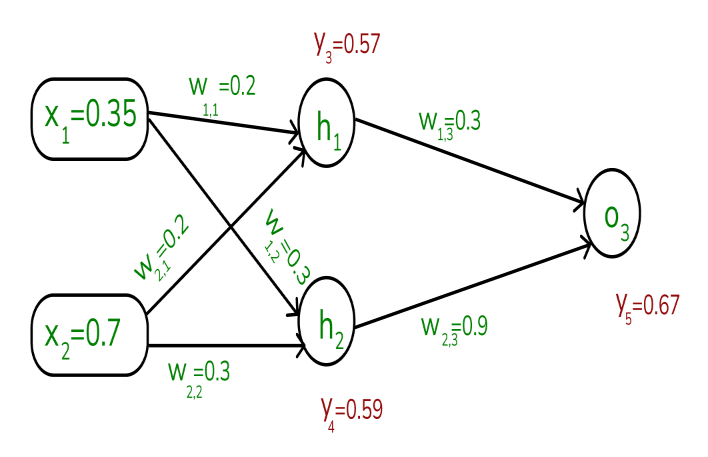 y₃=0.57
w₁,₁=0.2
x₁=0.35
h₁
w₁,₃=0.3
w₂,₁=0.2
w₁,₂=0.3
o₃
y₅=0.67
x₂=0.7
h₂
w₂,₃=0.9
w₂,₂=0.3
y₄=0.59